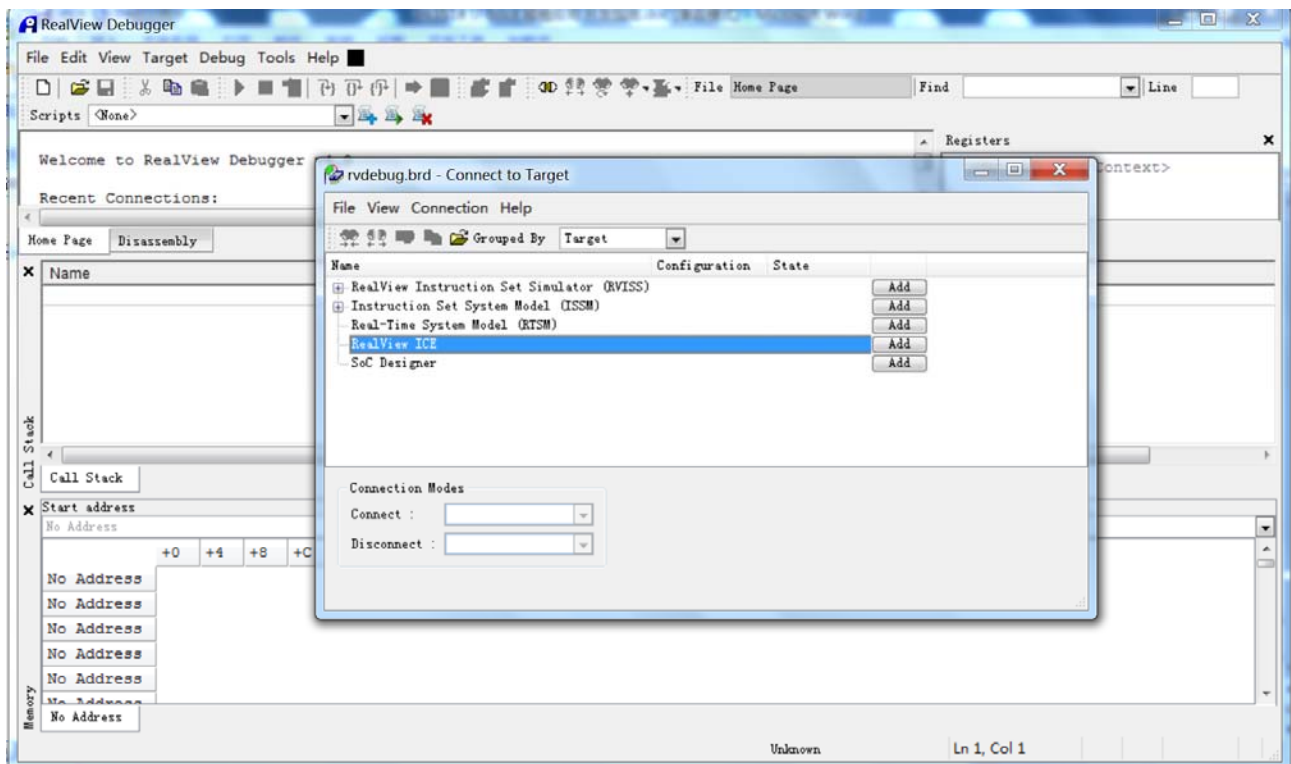 RealView Debugger
File Edit View Target Debug Tools Help
File Home Page Find Line
Scripts <None>
Welcome to RealView Debugger
Recent Connections:
Home Page Disassembly
Registers
ontext>
Name
Call Stack
Call Stack
Start address
No Address
+0 +4 +8 +C
No Address
No Address
No Address
No Address
No Address
No Address
No Address
Memory
Unknown Ln 1, Col 1
rvdebug.brd - Connect to Target
File View Connection Help
Grouped By Target
Name Configuration State
RealView Instruction Set Simulator (RVISS) Add
Instruction Set System Model (ISSM) Add
Real-Time System Model (RTSM) Add
RealView ICE Add
SoC Designer Add
Connection Modes
Connect :
Disconnect :